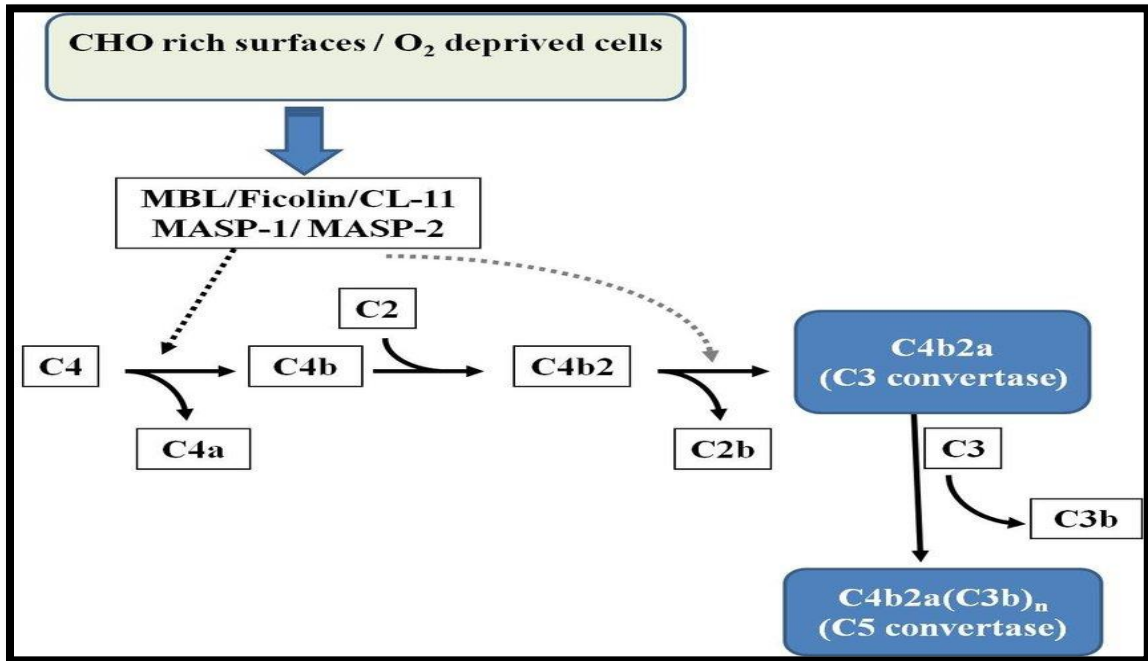 CHO rich surfaces / O₂ deprived cells
MBL/Ficolin/CL-11
MASP-1/ MASP-2
C2
C4
C4b
C4b2
C4b2a
(C3 convertase)
C4a
C2b
C3
C3b
C4b2a(C3b)ₙ
(C5 convertase)